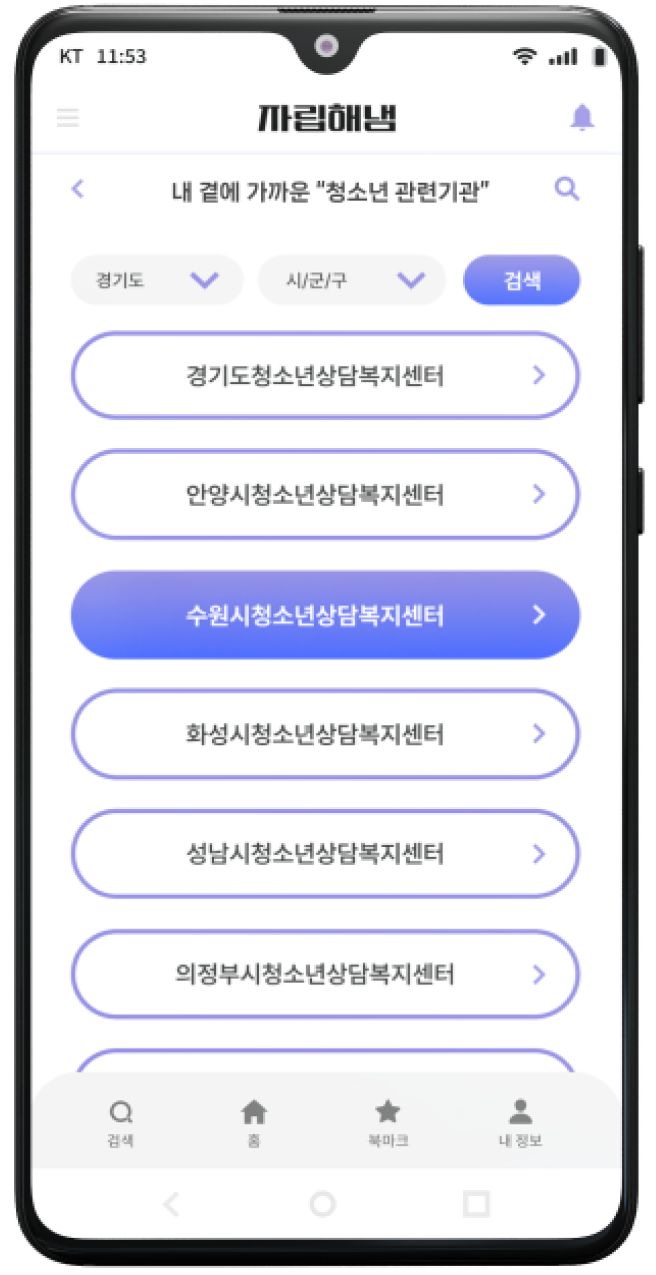 KT 11:53
자립해냄
내 곁에 가까운 "청소년 관련기관"
경기도 시/군/구 검색
경기도청소년상담복지센터
안양시청소년상담복지센터
수원시청소년상담복지센터
화성시청소년상담복지센터
성남시청소년상담복지센터
의정부시청소년상담복지센터
검색 홈 북마크 내 정보